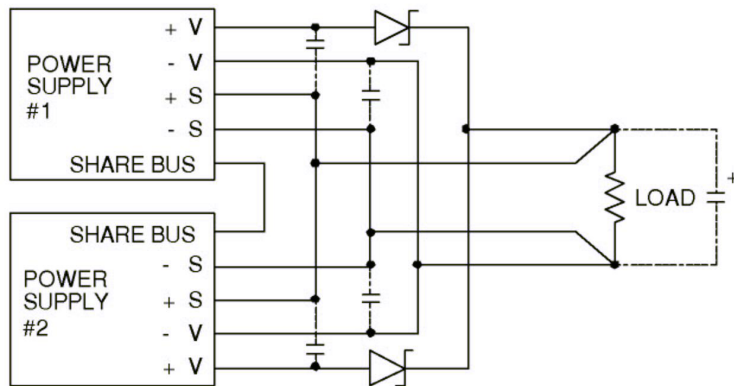 + V
POWER
SUPPLY
#1
- V
+ S
- S
SHARE BUS
LOAD
+
SHARE BUS
POWER
SUPPLY
#2
- S
+ S
- V
+ V